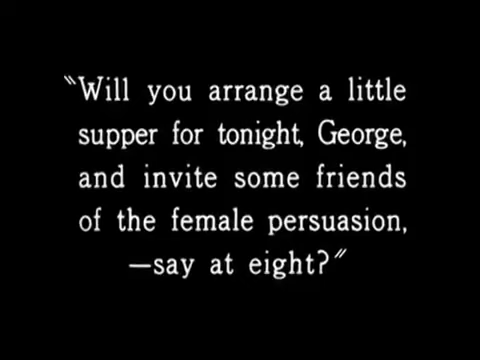 "Will you arrange a little
supper for tonight, George,
and invite some friends
of the female persuasion,
—say at eight?"